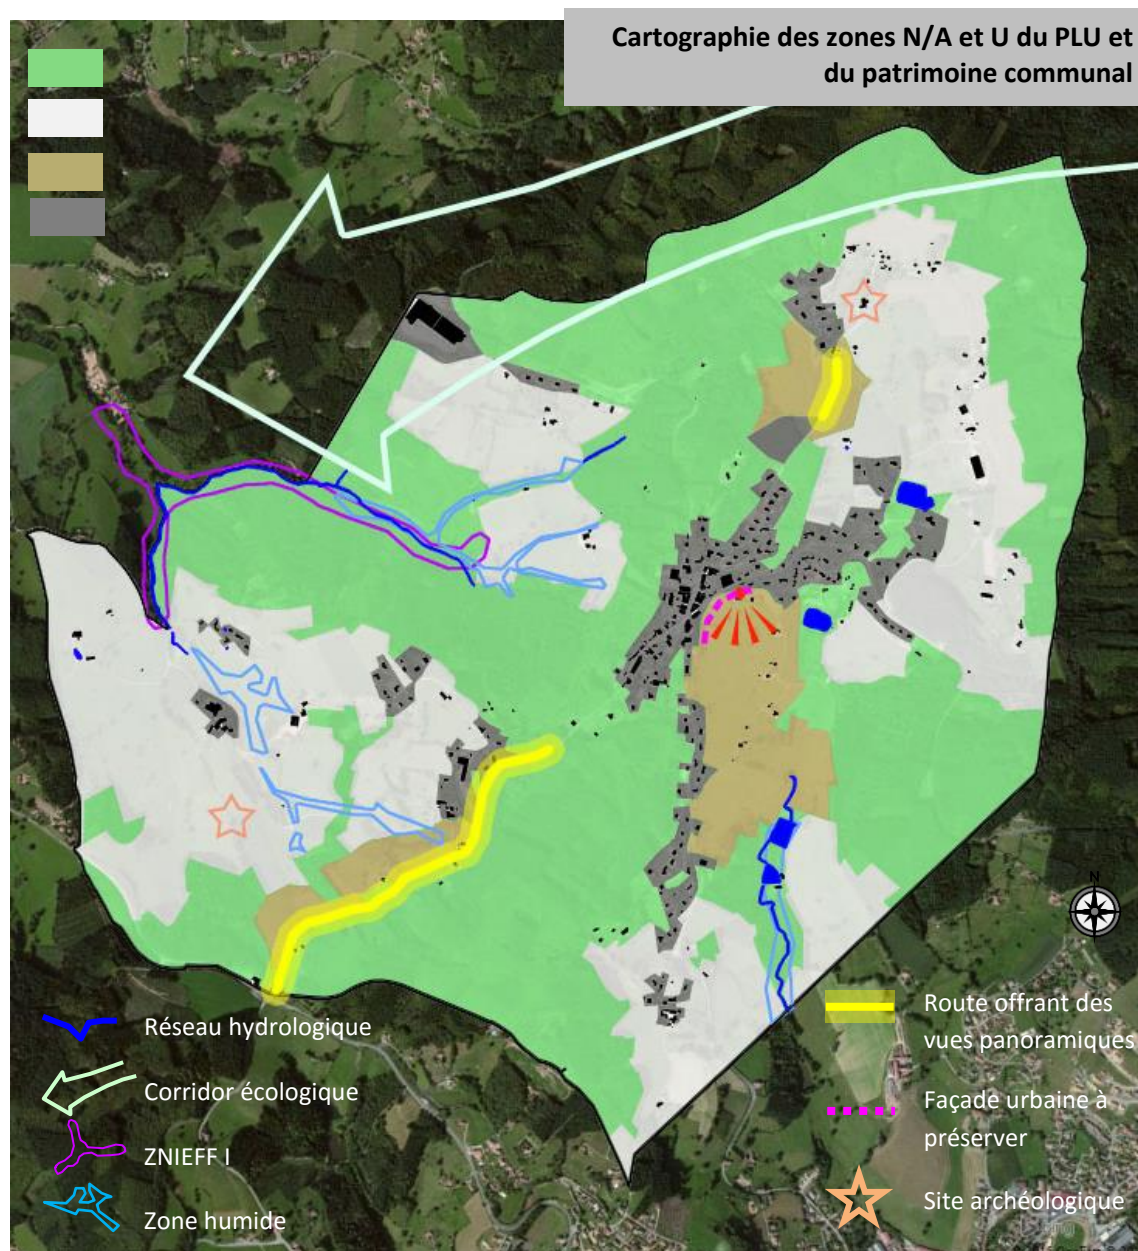 Cartographie des zones N/A et U du PLU et
du patrimoine communal
N
Réseau hydrologique
Corridor écologique
ZNIEFF I
Zone humide
Route offrant des
vues panoramiques
Façade urbaine à
préserver
Site archéologique